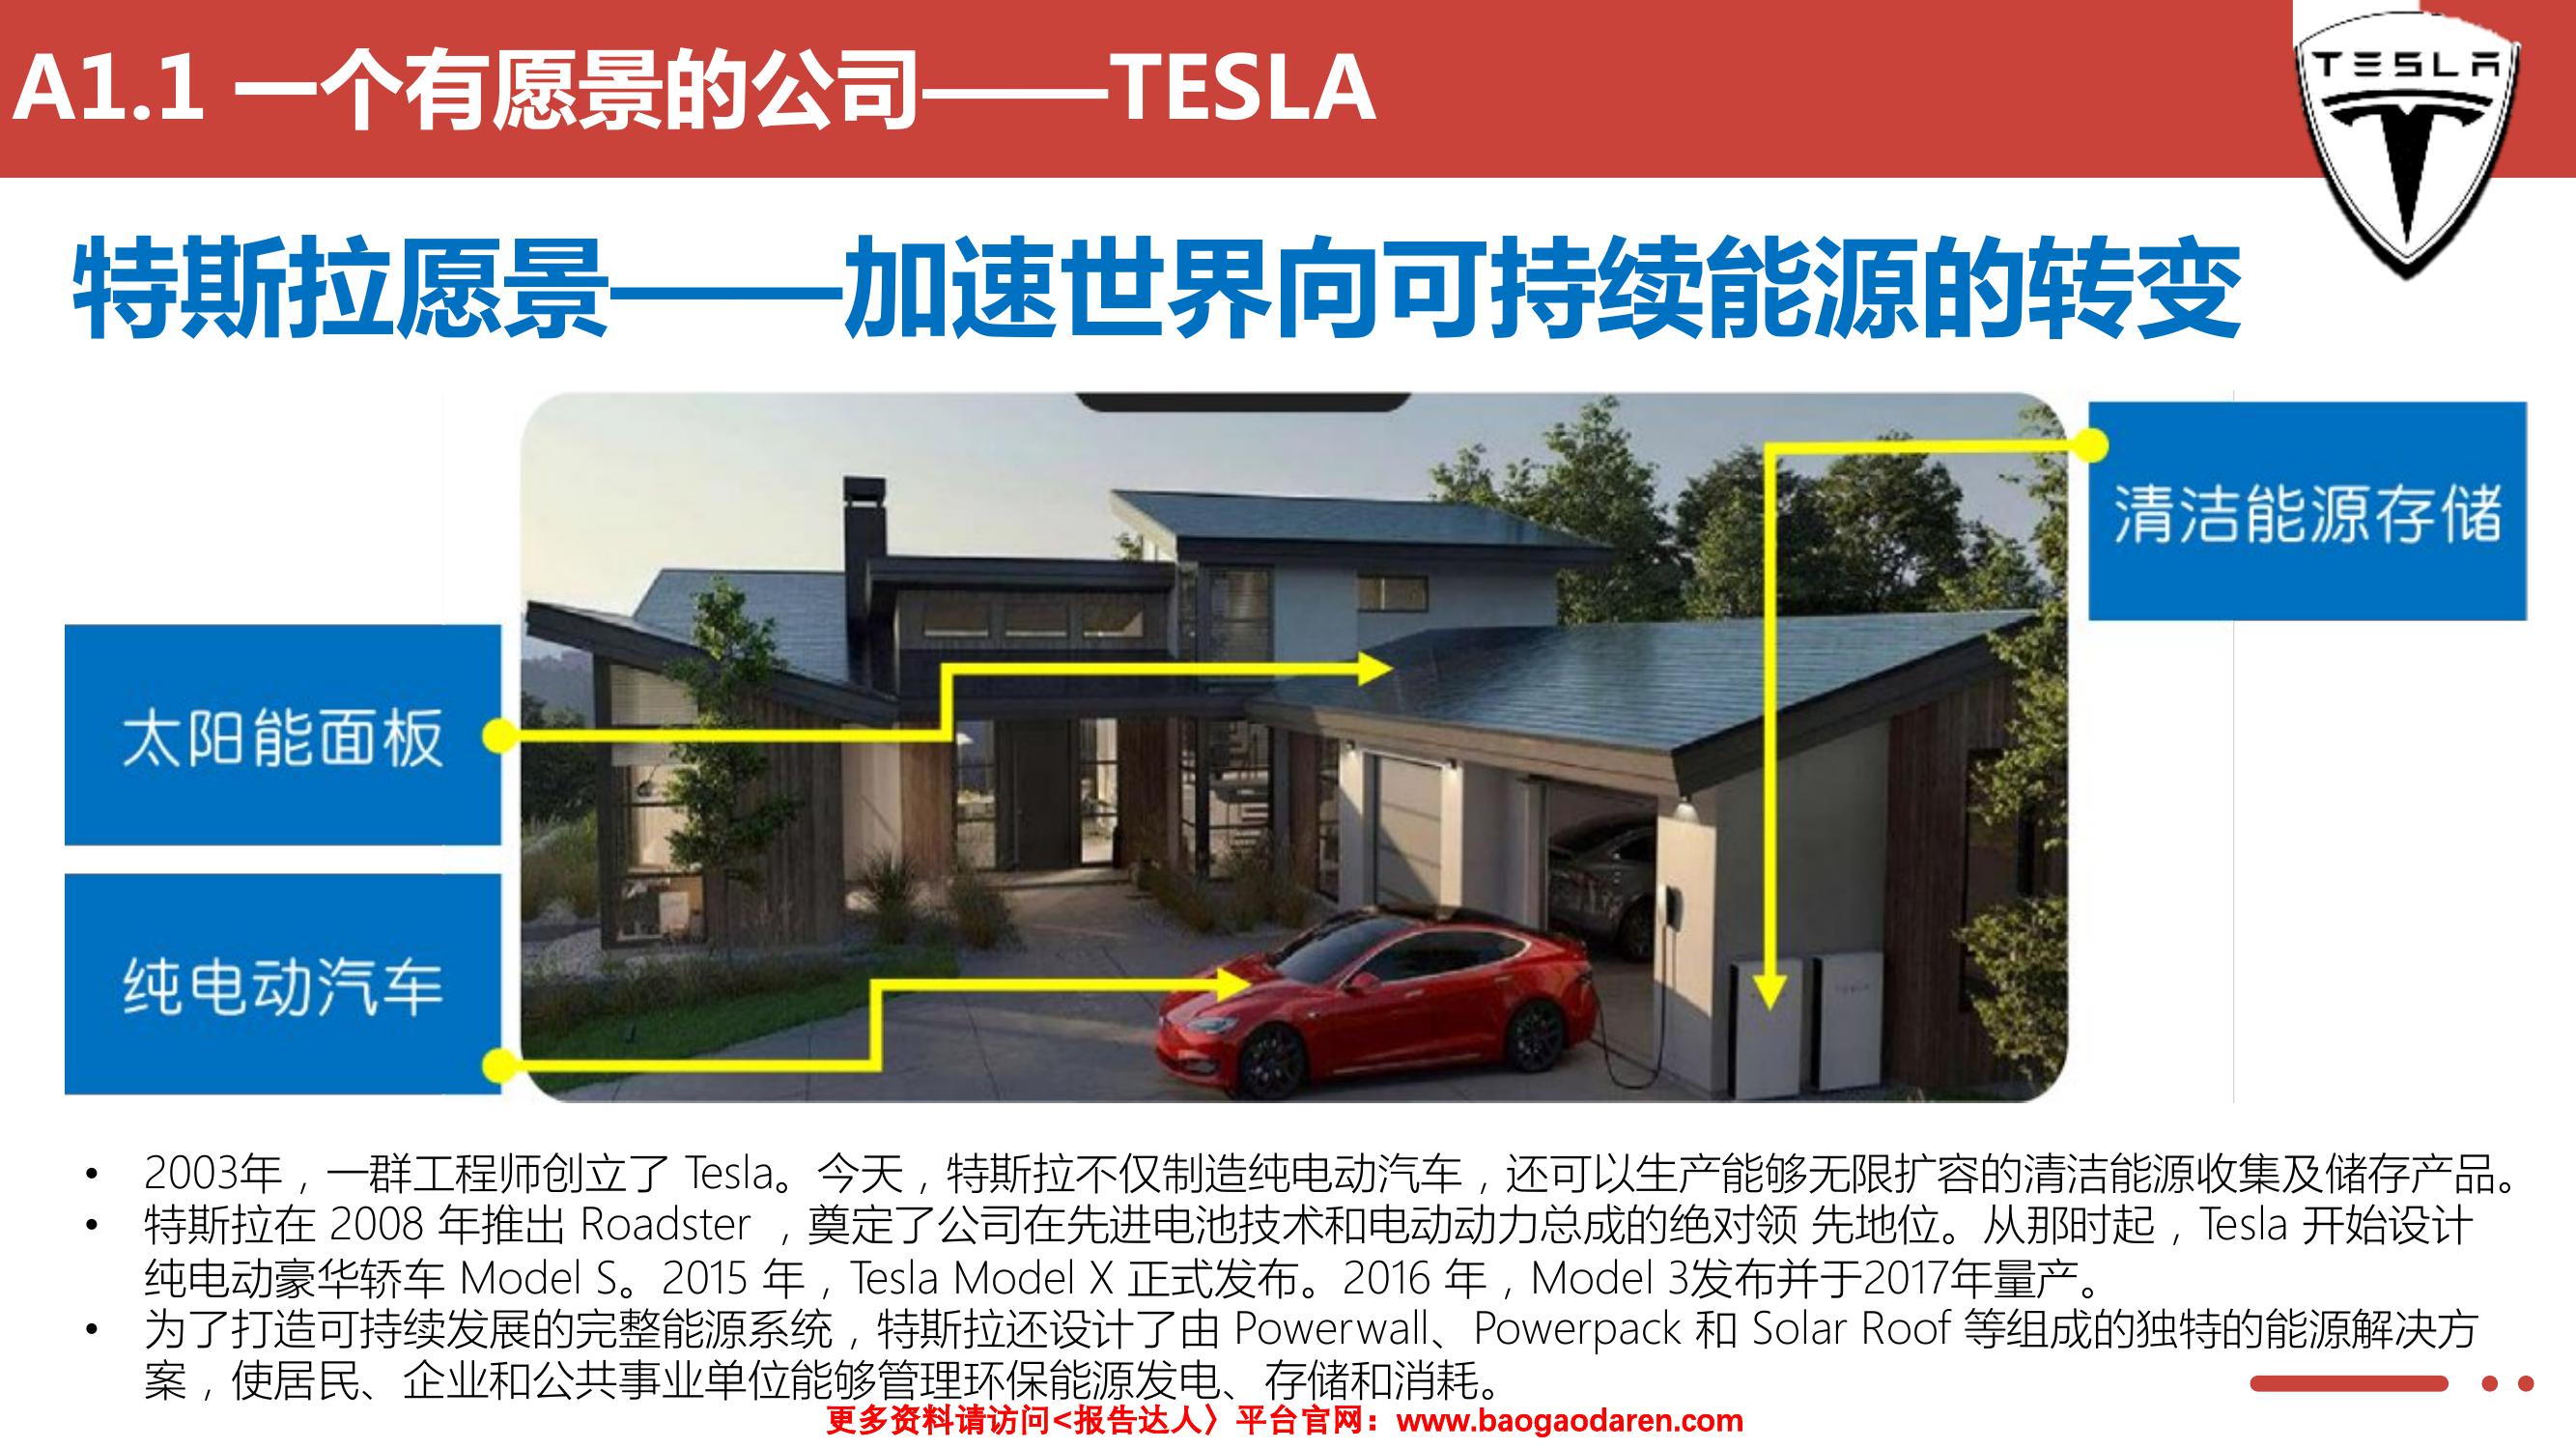 A1.1 一个有愿景的公司——TESLA
TESLA
特斯拉愿景——加速世界向可持续能源的转变
清洁能源存储
太阳能面板
纯电动汽车
• 2003年，一群工程师创立了 Tesla。今天，特斯拉不仅制造纯电动汽车，还可以生产能够无限扩容的清洁能源收集及储存产品。
• 特斯拉在 2008 年推出 Roadster ，奠定了公司在先进电池技术和电动动力总成的绝对领 先地位。从那时起，Tesla 开始设计
纯电动豪华轿车 Model S。2015 年，Tesla Model X 正式发布。2016 年，Model 3发布并于2017年量产。
• 为了打造可持续发展的完整能源系统，特斯拉还设计了由 Powerwall、Powerpack 和 Solar Roof 等组成的独特的能源解决方
案，使居民、企业和公共事业单位能够管理环保能源发电、存储和消耗。
更多资料请访问<报告达人〉平台官网：www.baogaodaren.com